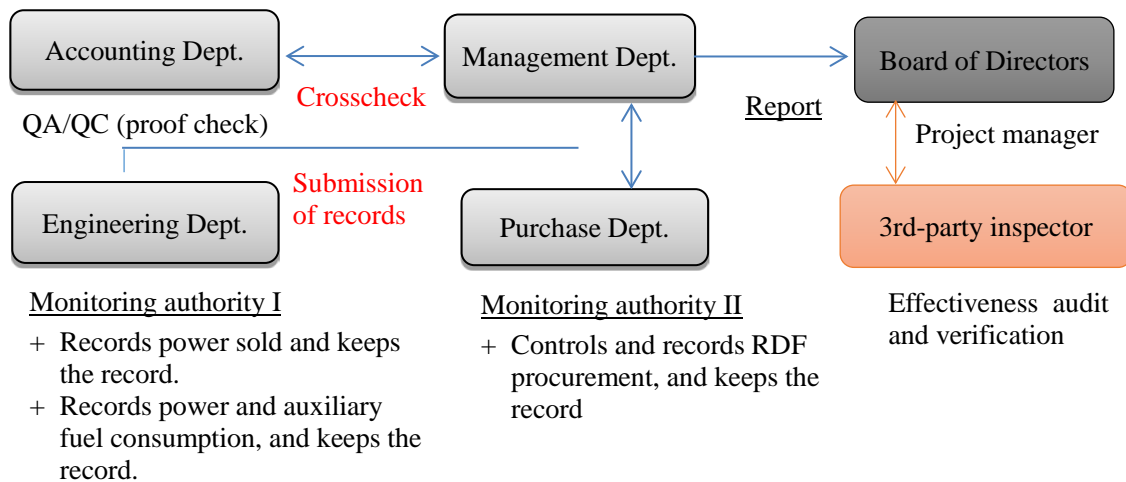 Accounting Dept.
Management Dept.
Board of Directors
Crosscheck
Report
QA/QC (proof check)
Project manager
Submission
of records
Engineering Dept.
Purchase Dept.
3rd-party inspector
Monitoring authority I
+ Records power sold and keeps
the record.
+ Records power and auxiliary
fuel consumption, and keeps the
record.
Monitoring authority II
+ Controls and records RDF
procurement, and keeps the
record
Effectiveness audit
and verification